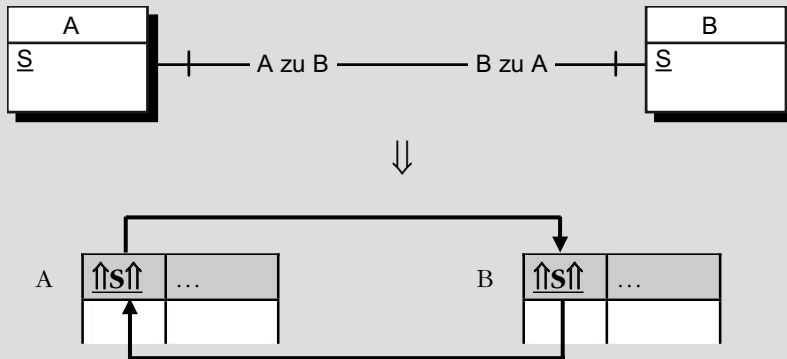 A B
S S
A zu B B zu A
⇓
A ⇑S⇑ … B ⇑S⇑ …